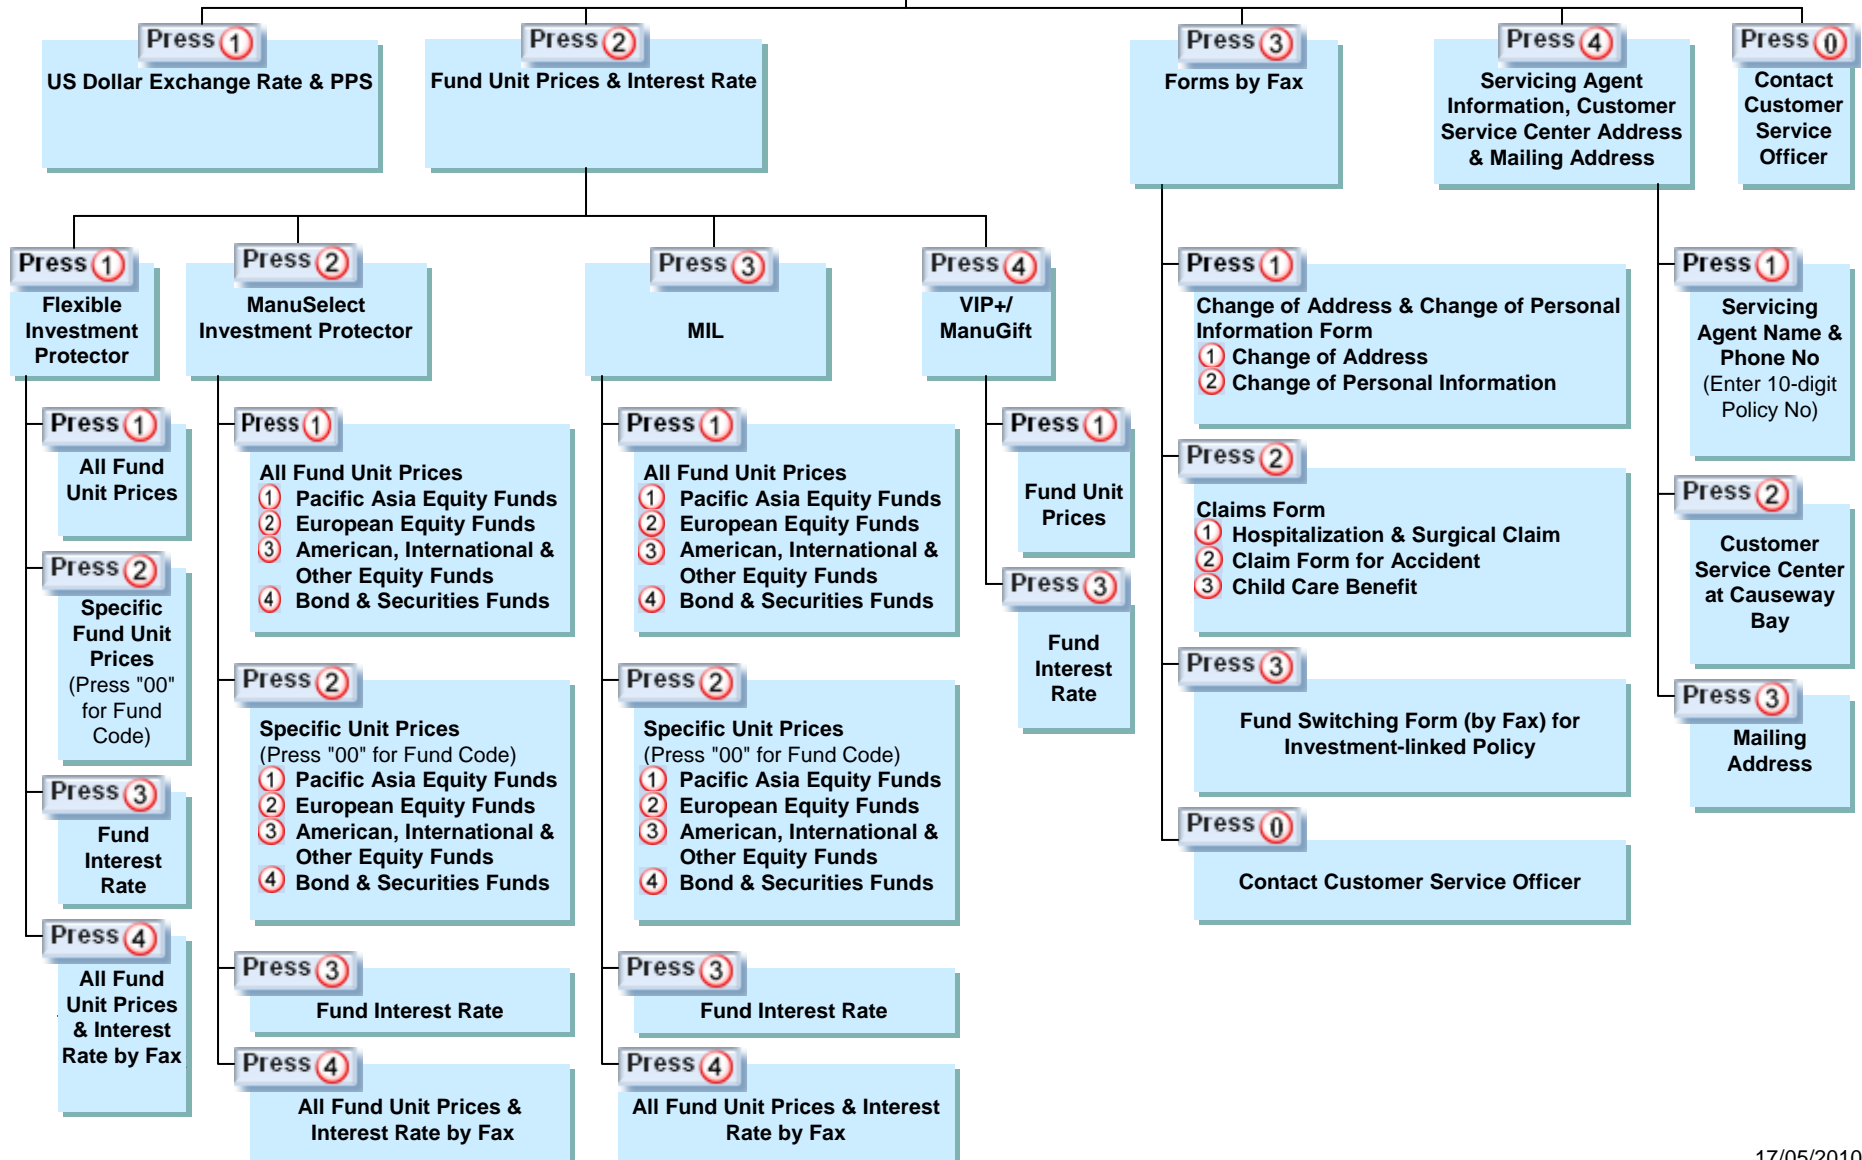 Press 1
US Dollar Exchange Rate & PPS
Press 2
Fund Unit Prices & Interest Rate
Press 3
Forms by Fax
Press 4
Servicing Agent
Information, Customer
Service Center Address
& Mailing Address
Press 0
Contact
Customer
Service
Officer
Press 1
Flexible
Investment
Protector
Press 1
All Fund
Unit Prices
Press 2
Specific
Fund Unit
Prices
(Press "00"
for Fund
Code)
Press 3
Fund
Interest
Rate
Press 4
All Fund
Unit Prices
& Interest
Rate by Fax
Press 2
ManuSelect
Investment Protector
Press 1
All Fund Unit Prices
1 Pacific Asia Equity Funds
2 European Equity Funds
3 American, International &
Other Equity Funds
4 Bond & Securities Funds
Press 2
Specific Unit Prices
(Press "00" for Fund Code)
1 Pacific Asia Equity Funds
2 European Equity Funds
3 American, International &
Other Equity Funds
4 Bond & Securities Funds
Press 3
Fund Interest Rate
Press 4
All Fund Unit Prices &
Interest Rate by Fax
Press 3
MIL
Press 1
All Fund Unit Prices
1 Pacific Asia Equity Funds
2 European Equity Funds
3 American, International &
Other Equity Funds
4 Bond & Securities Funds
Press 2
Specific Unit Prices
(Press "00" for Fund Code)
1 Pacific Asia Equity Funds
2 European Equity Funds
3 American, International &
Other Equity Funds
4 Bond & Securities Funds
Press 3
Fund Interest Rate
Press 4
All Fund Unit Prices & Interest
Rate by Fax
Press 4
VIP+/
ManuGift
Press 1
Fund Unit
Prices
Press 3
Fund
Interest
Rate
Press 1
Change of Address & Change of Personal
Information Form
1 Change of Address
2 Change of Personal Information
Press 2
Claims Form
1 Hospitalization & Surgical Claim
2 Claim Form for Accident
3 Child Care Benefit
Press 3
Fund Switching Form (by Fax) for
Investment-linked Policy
Press 0
Contact Customer Service Officer
Press 1
Servicing
Agent Name &
Phone No
(Enter 10-digit
Policy No)
Press 2
Customer
Service Center
at Causeway
Bay
Press 3
Mailing
Address
17/05/2010